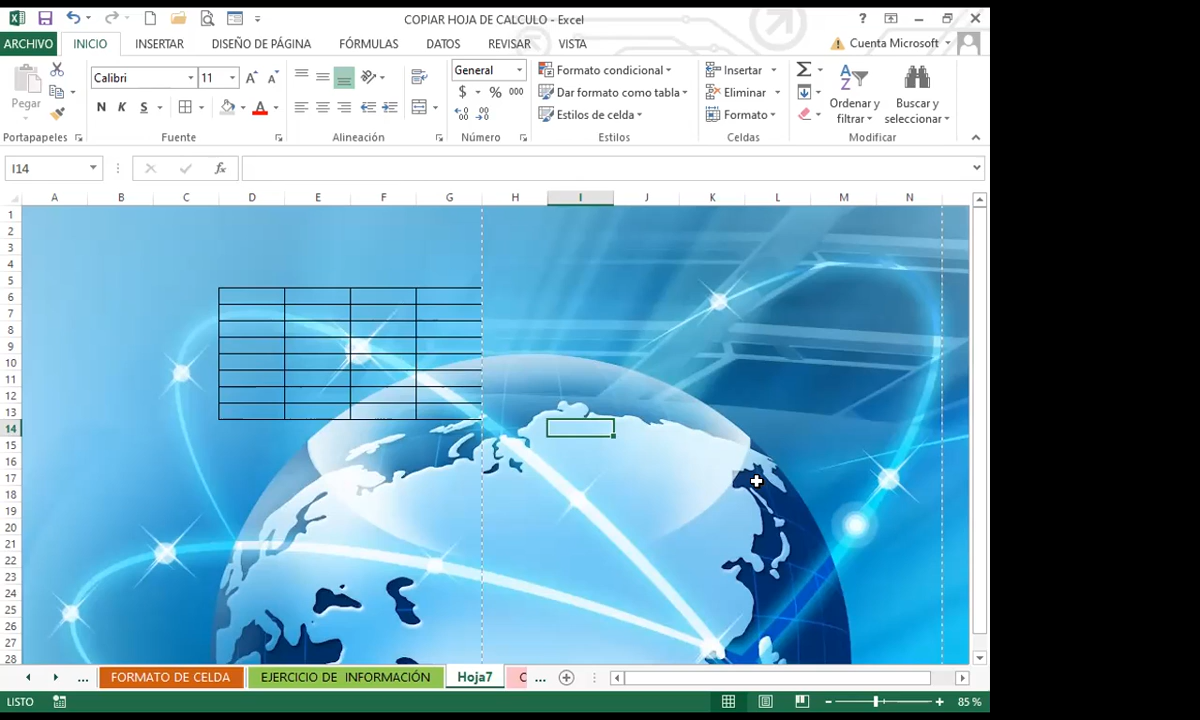 COPIAR HOJA DE CALCULO - Excel
?
ARCHIVO INICIO INSERTAR DISEÑO DE PÁGINA FÓRMULAS DATOS REVISAR VISTA Cuenta Microsoft
Pegar
Portapapeles
Calibri 11
N K S A
Fuente
Alineación
General
$ % 000
Número
Formato condicional
Dar formato como tabla
Estilos de celda
Estilos
Insertar
Eliminar
Formato
Celdas
Σ
Ordenar y
filtrar
Buscar y
seleccionar
Modificar
I14 fx
A B C D E F G H I J K L M N
1
2
3
4
5
6
7
8
9
10
11
12
13
14
15
16
17
18
19
20
21
22
23
24
25
26
27
28
... FORMATO DE CELDA EJERCICIO DE INFORMACIÓN Hoja7 C ...
LISTO 85 %